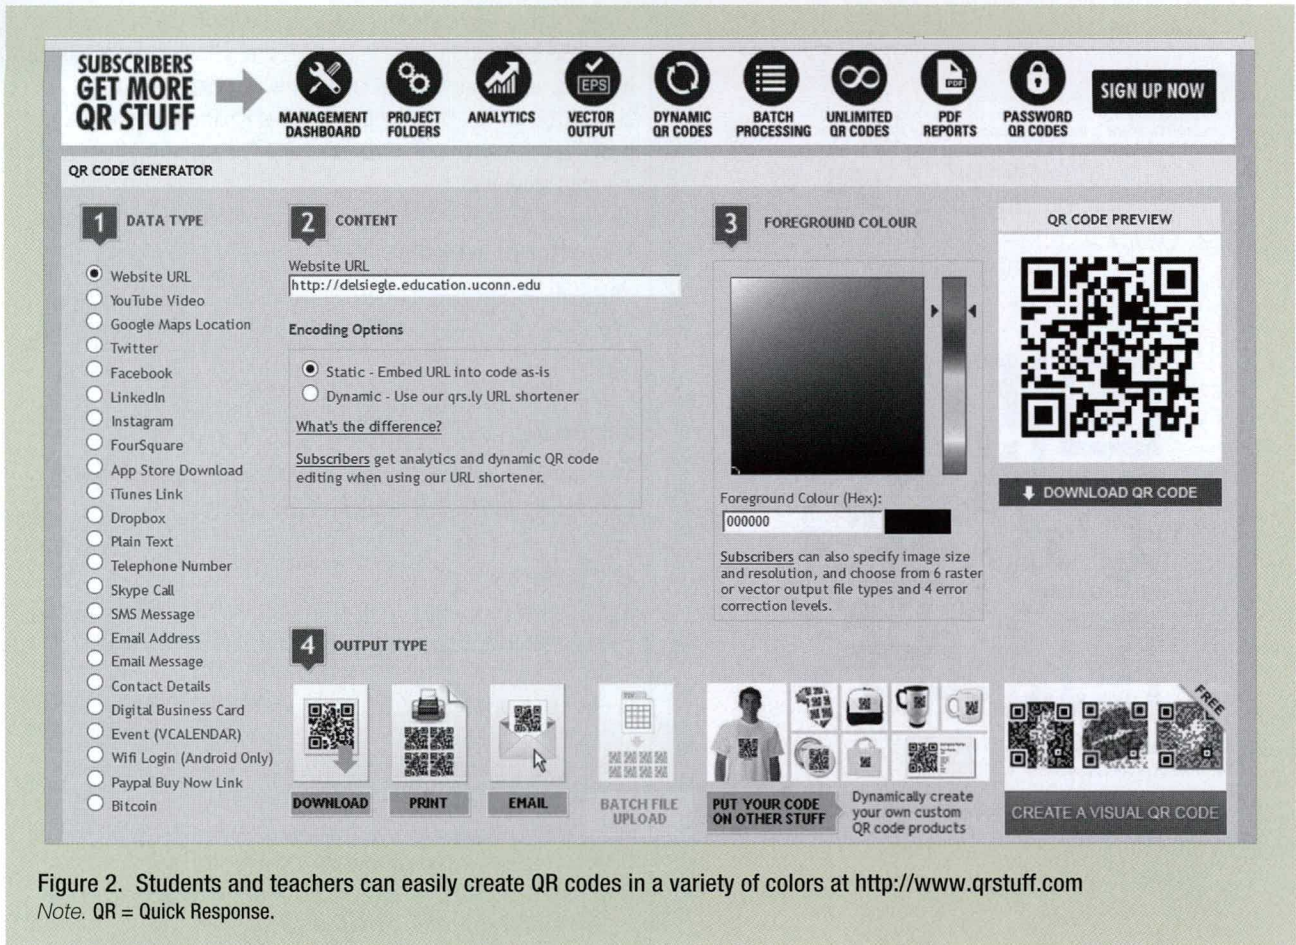 SUBSCRIBERS
GET MORE
QR STUFF
MANAGEMENT
DASHBOARD
PROJECT
FOLDERS
ANALYTICS
EPS
VECTOR
OUTPUT
DYNAMIC
QR CODES
BATCH
PROCESSING
UNLIMITED
QR CODES
PDF
PDF
REPORTS
PASSWORD
QR CODES
SIGN UP NOW
QR CODE GENERATOR
1 DATA TYPE
Website URL
YouTube Video
Google Maps Location
Twitter
Facebook
LinkedIn
Instagram
FourSquare
App Store Download
iTunes Link
Dropbox
Plain Text
Telephone Number
Skype Call
SMS Message
Email Address
Email Message
Contact Details
Digital Business Card
Event (VCALENDAR)
Wifi Login (Android Only)
Paypal Buy Now Link
Bitcoin
2 CONTENT
Website URL
http://delsiegle.education.uconn.edu
Encoding Options
Static - Embed URL into code as-is
Dynamic - Use our qrs.ly URL shortener
What's the difference?
Subscribers get analytics and dynamic QR code
editing when using our URL shortener.
3 FOREGROUND COLOUR
Foreground Colour (Hex):
000000
Subscribers can also specify image size
and resolution, and choose from 6 raster
or vector output file types and 4 error
correction levels.
QR CODE PREVIEW
DOWNLOAD QR CODE
4 OUTPUT TYPE
DOWNLOAD
PRINT
EMAIL
BATCH FILE
UPLOAD
PUT YOUR CODE
ON OTHER STUFF
Dynamically create
your own custom
QR code products
FREE
CREATE A VISUAL QR CODE
Figure 2. Students and teachers can easily create QR codes in a variety of colors at http://www.qrstuff.com
Note. QR = Quick Response.